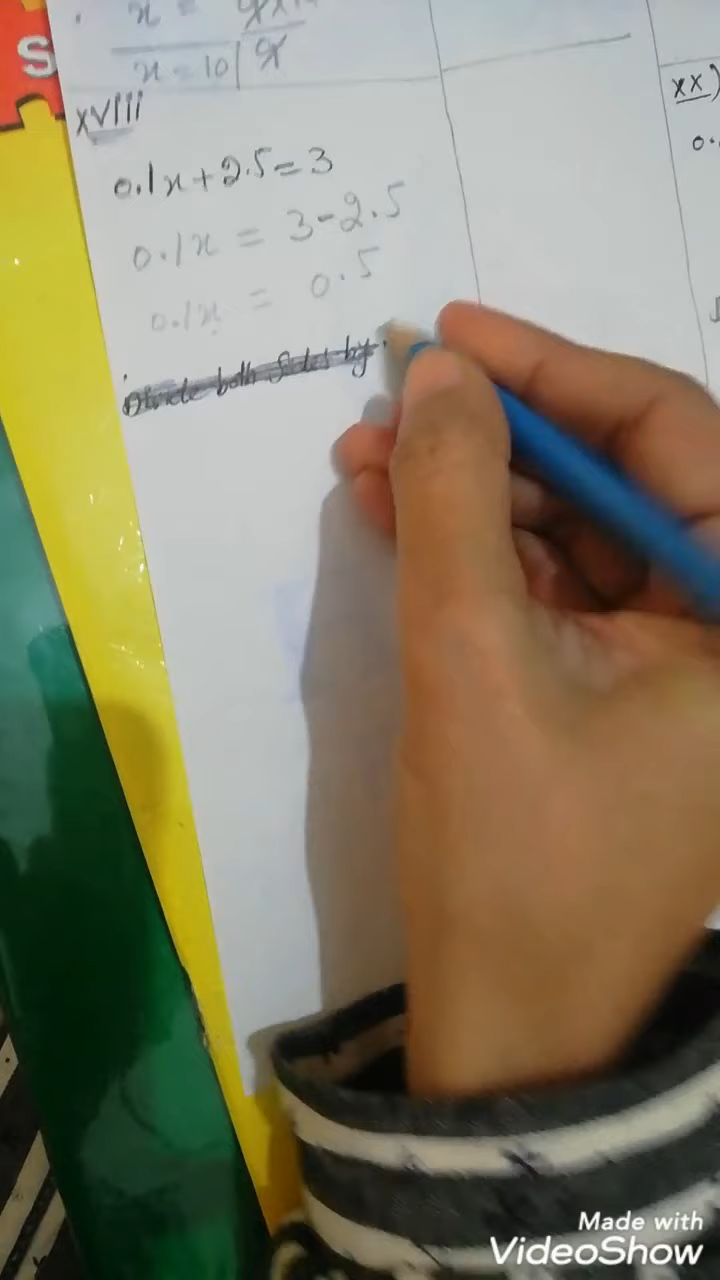 S
x =
x = 10
xviii
0.1x+2.5=3
0.1x = 3-2.5
0.1x = 0.5
Divide both sides by
xx)
0.
Made with
VideoShow